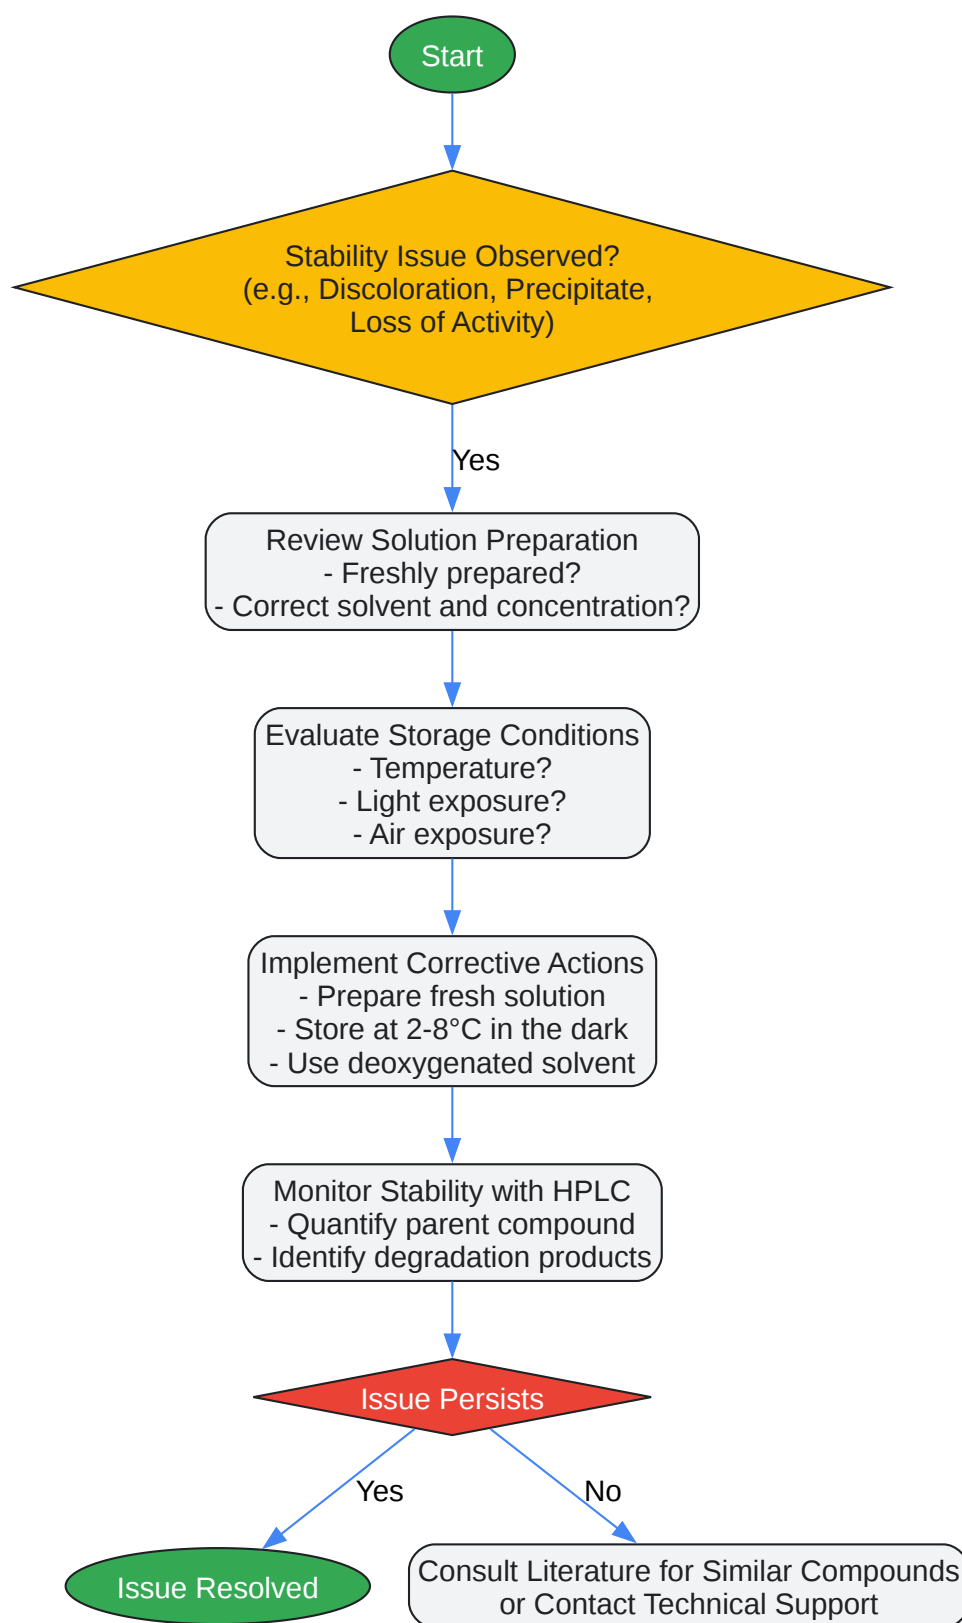 Start
Stability Issue Observed?
(e.g., Discoloration, Precipitate,
Loss of Activity)
Yes
Review Solution Preparation
- Freshly prepared?
- Correct solvent and concentration?
Evaluate Storage Conditions
- Temperature?
- Light exposure?
- Air exposure?
Implement Corrective Actions
- Prepare fresh solution
- Store at 2-8°C in the dark
- Use deoxygenated solvent
Monitor Stability with HPLC
- Quantify parent compound
- Identify degradation products
Issue Persists
Yes
No
Issue Resolved
Consult Literature for Similar Compounds
or Contact Technical Support